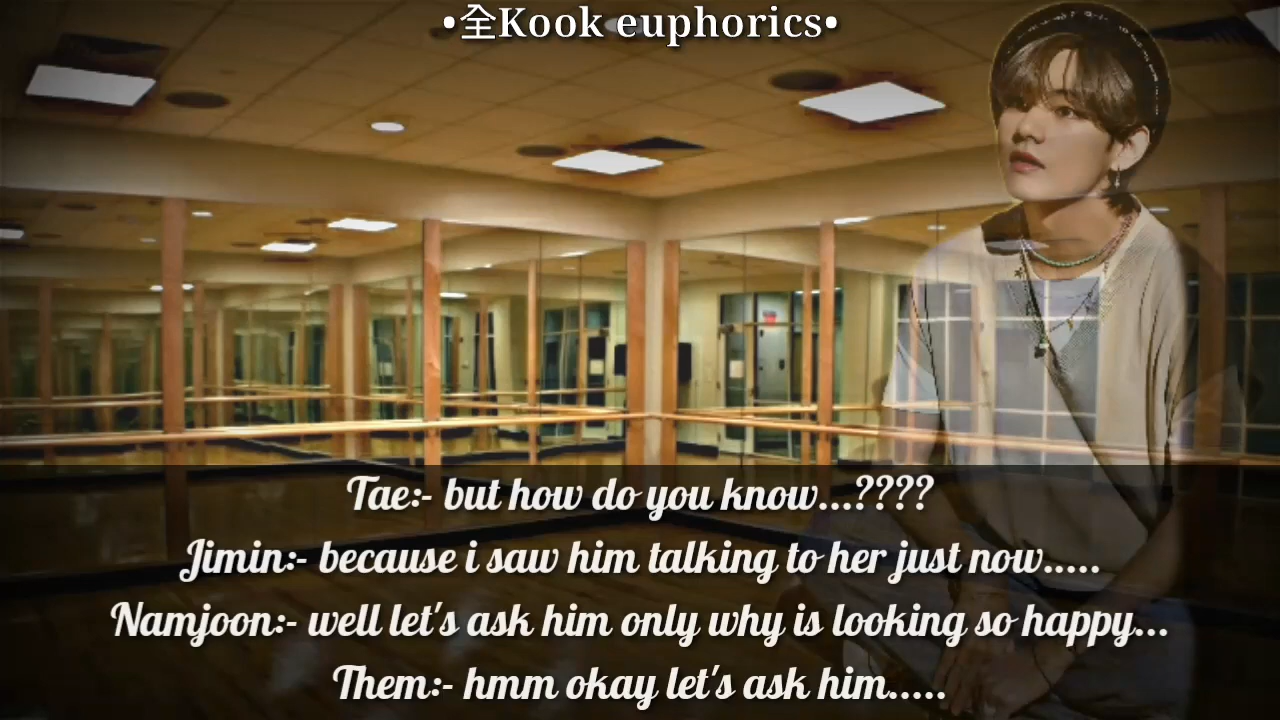 •全Kook euphorics•
Tae:- but how do you know...????
Jimin:- because i saw him talking to her just now.....
Namjoon:- well let's ask him only why is looking so happy...
Them:- hmm okay let's ask him.....